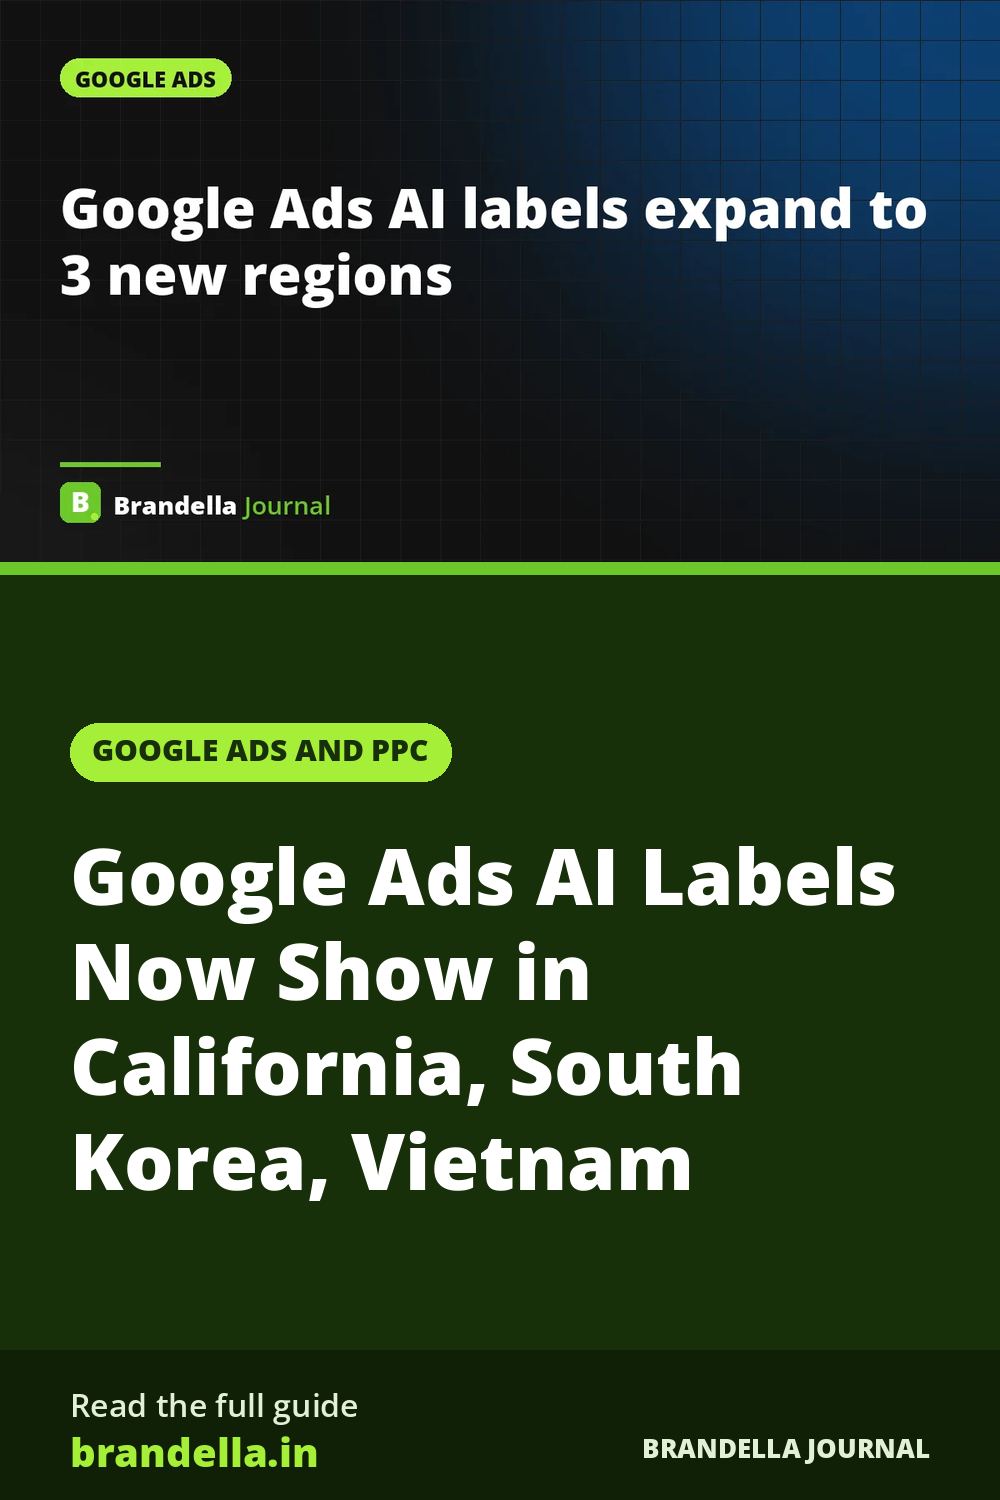 GOOGLE ADS
Google Ads AI labels expand to
3 new regions
B
Brandella Journal
GOOGLE ADS AND PPC
Google Ads AI Labels
Now Show in
California, South
Korea, Vietnam
Read the full guide
brandella.in
BRANDELLA JOURNAL